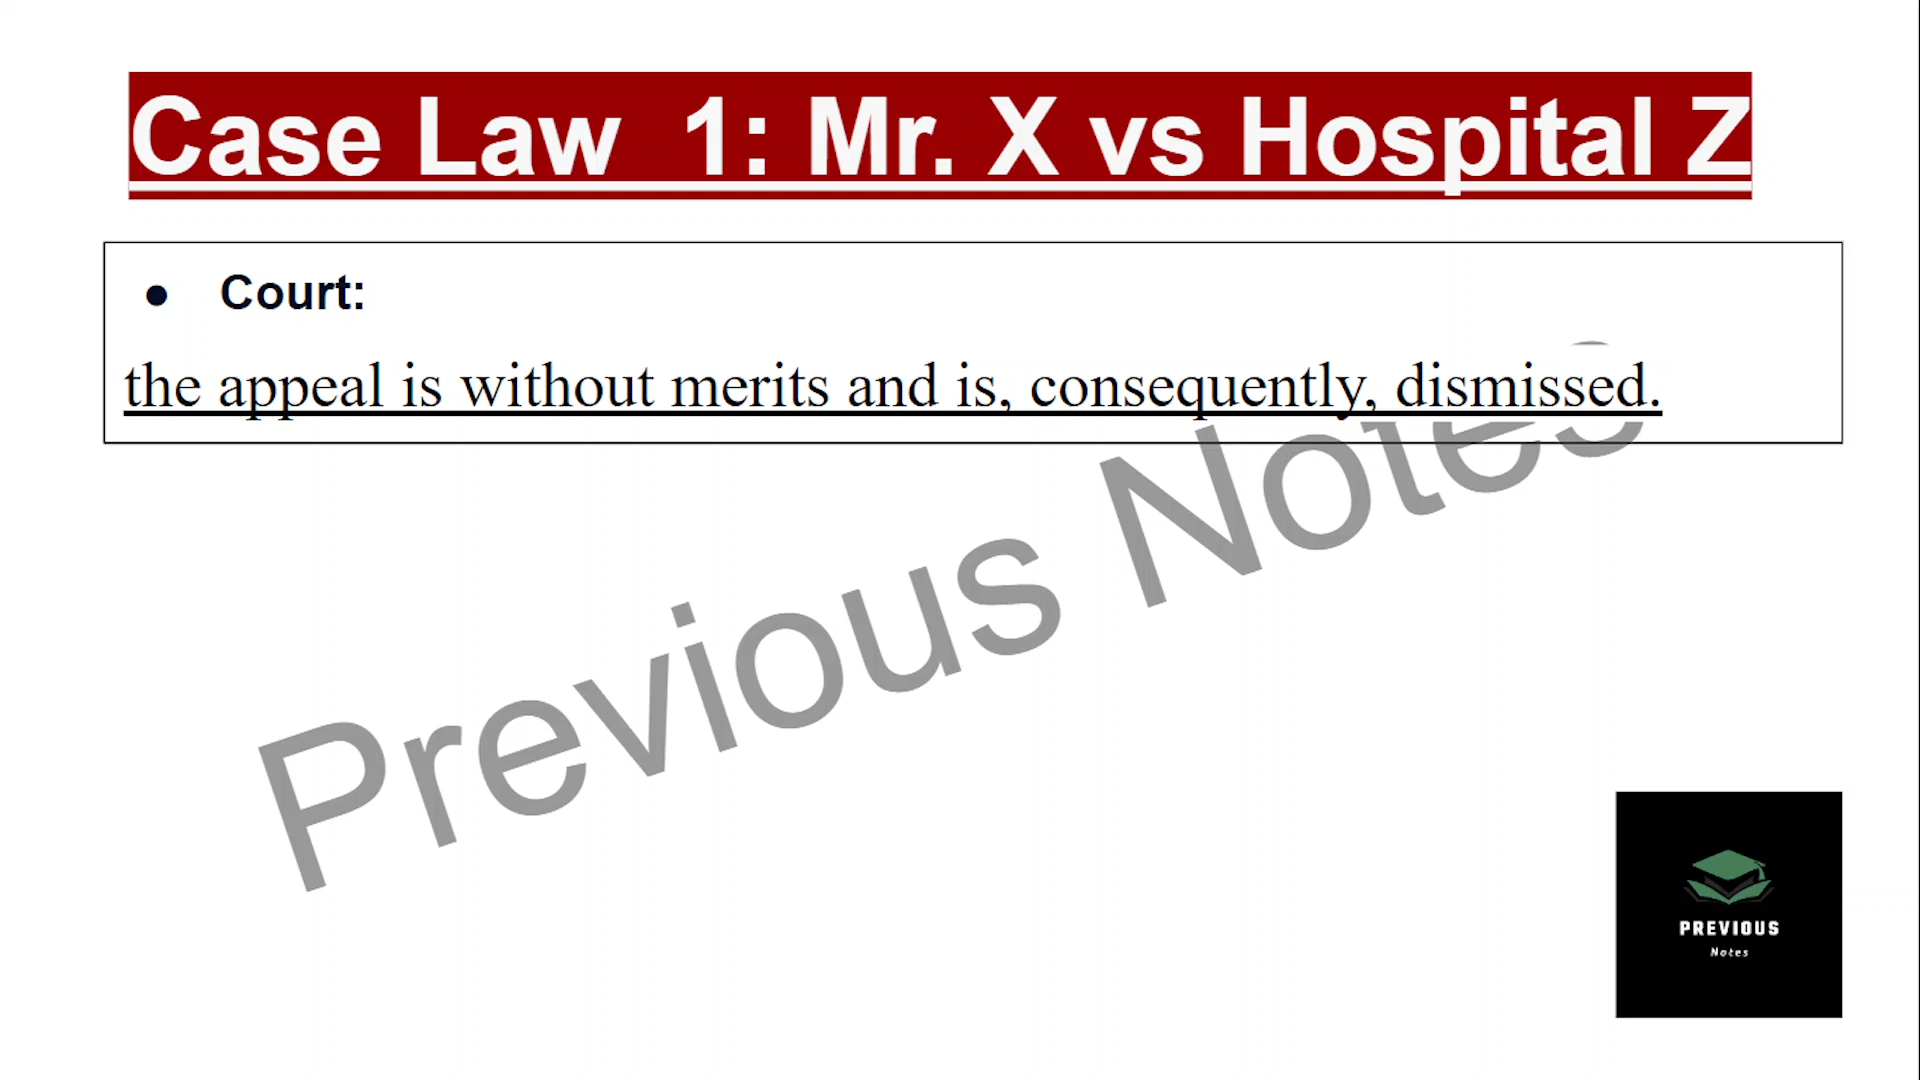 Case Law 1: Mr. X vs Hospital Z
● Court:
the appeal is without merits and is, consequently, dismissed.
Previous Notes
PREVIOUS
Notes